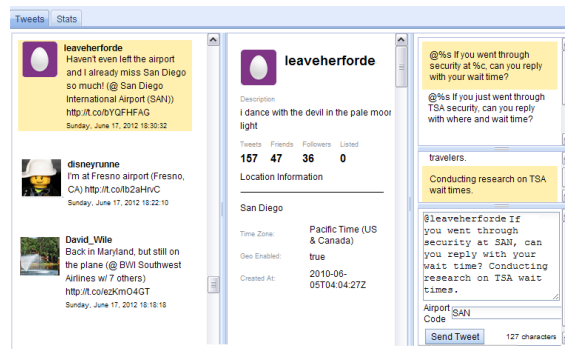 Tweets Stats
leaveherforde
Haven't even left the airport
and I already miss San Diego
so much! (@ San Diego
International Airport (SAN))
http://t.co/bYQFHFAG
Sunday, June 17, 2012 18:30:32
disneyrunne
I'm at Fresno airport (Fresno,
CA) http://t.co/lb2aHrvC
Sunday, June 17, 2012 18:22:10
David_Wile
Back in Maryland, but still on
the plane (@ BWI Southwest
Airlines w/ 7 others)
http://t.co/ezKmO4GT
Sunday, June 17, 2012 18:18:18
leaveherforde
Description
i dance with the devil in the pale moon
light
Tweets Friends Followers Listed
157 47 36 0
Location Information
San Diego
Time Zone: Pacific Time (US
& Canada)
Geo Enabled: true
Created At: 2010-06-
05T04:04:27Z
@%s If you went through
security at %c, can you reply
with your wait time?
@%s If you just went through
TSA security, can you reply
with where and wait time?
travelers.
Conducting research on TSA
wait times.
@leaveherforde If
you went through
security at SAN, can
you reply with your
wait time? Conducting
research on TSA wait
times.
Airport
Code SAN
Send Tweet 127 characters